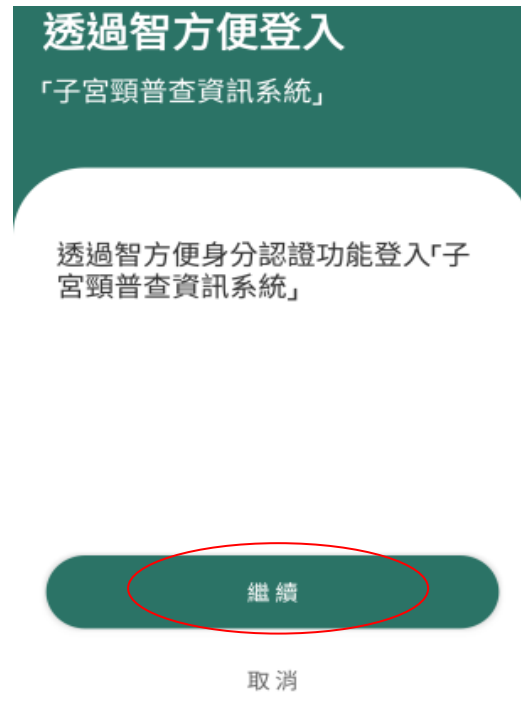 透過智方便登入
「子宮頸普查資訊系統」
透過智方便身分認證功能登入「子
宮頸普查資訊系統」
繼續
取消